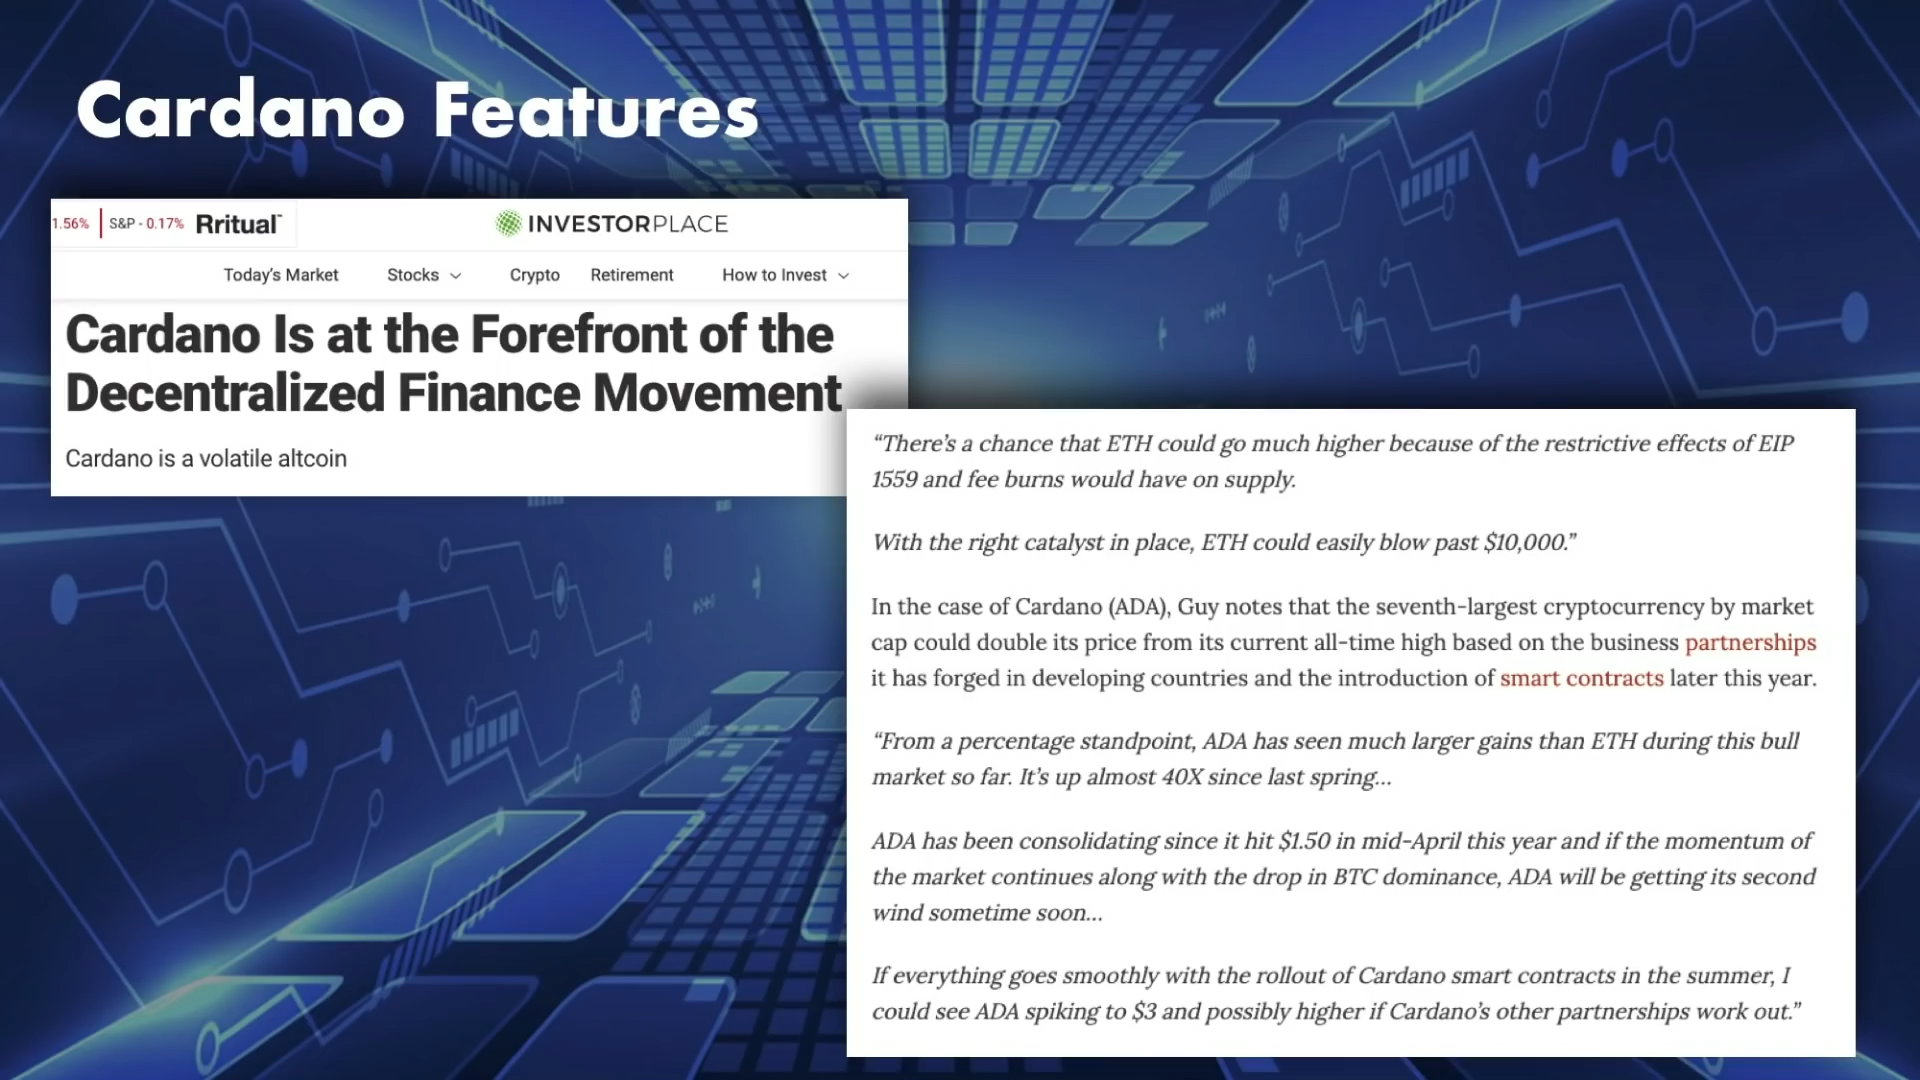 Cardano Features
1.56% S&P - 0.17% Rritual™
INVESTORPLACE
Today's Market Stocks Crypto Retirement How to Invest
Cardano Is at the Forefront of the
Decentralized Finance Movement
Cardano is a volatile altcoin
“There’s a chance that ETH could go much higher because of the restrictive effects of EIP
1559 and fee burns would have on supply.
With the right catalyst in place, ETH could easily blow past $10,000.”
In the case of Cardano (ADA), Guy notes that the seventh-largest cryptocurrency by market
cap could double its price from its current all-time high based on the business partnerships
it has forged in developing countries and the introduction of smart contracts later this year.
“From a percentage standpoint, ADA has seen much larger gains than ETH during this bull
market so far. It’s up almost 40X since last spring…
ADA has been consolidating since it hit $1.50 in mid-April this year and if the momentum of
the market continues along with the drop in BTC dominance, ADA will be getting its second
wind sometime soon…
If everything goes smoothly with the rollout of Cardano smart contracts in the summer, I
could see ADA spiking to $3 and possibly higher if Cardano’s other partnerships work out.”